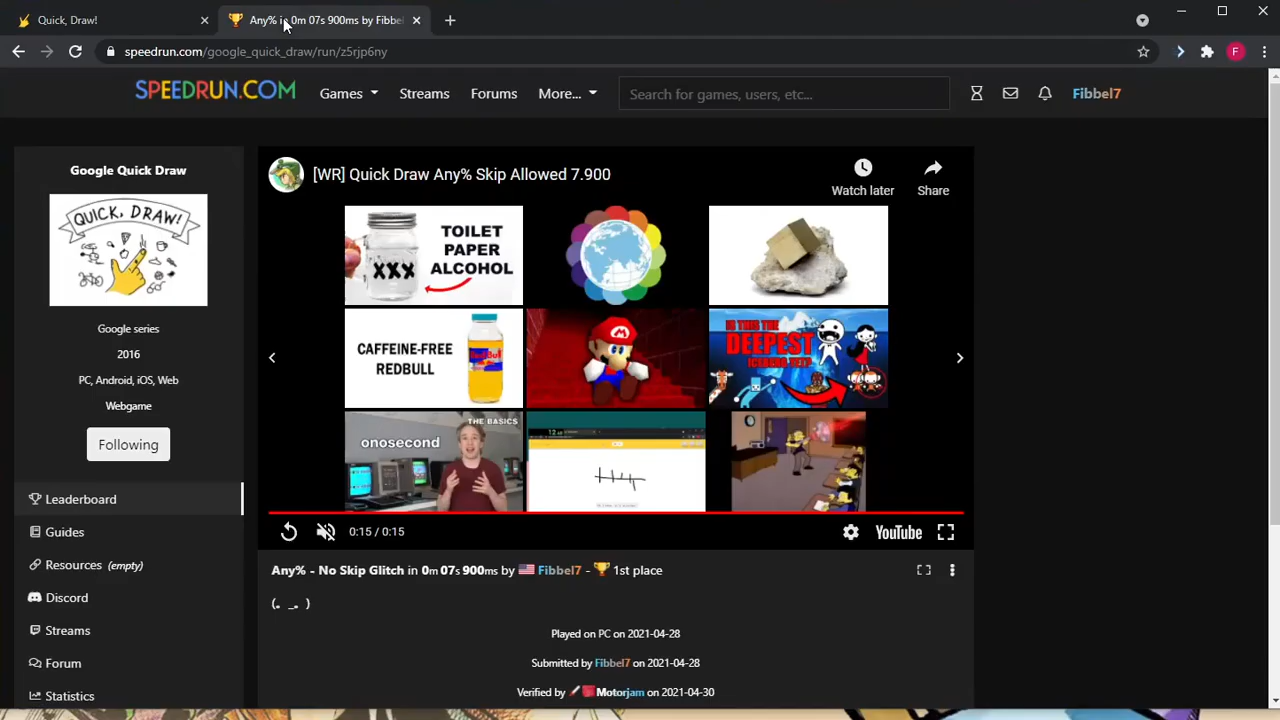 Quick, Draw!
Any% in 0m 07s 900ms by Fibbel
speedrun.com/google_quick_draw/run/z5rjp6ny
F
SPEEDRUN.COM
Games
Streams
Forums
More...
Search for games, users, etc...
Fibbel7
Google Quick Draw
QUICK, DRAW!
Google series
2016
PC, Android, iOS, Web
Webgame
Following
Leaderboard
Guides
Resources (empty)
Discord
Streams
Forum
Statistics
[WR] Quick Draw Any% Skip Allowed 7.900
Watch later
Share
XXX
TOILET
PAPER
ALCOHOL
CAFFEINE-FREE
REDBULL
IS THIS THE
DEEPEST
ICEBERG YET?
THE BASICS
onosecond
0:15 / 0:15
YouTube
Any% - No Skip Glitch in 0m 07s 900ms by Fibbel7 - 1st place
(. _. )
Played on PC on 2021-04-28
Submitted by Fibbel7 on 2021-04-28
Verified by Motorjam on 2021-04-30